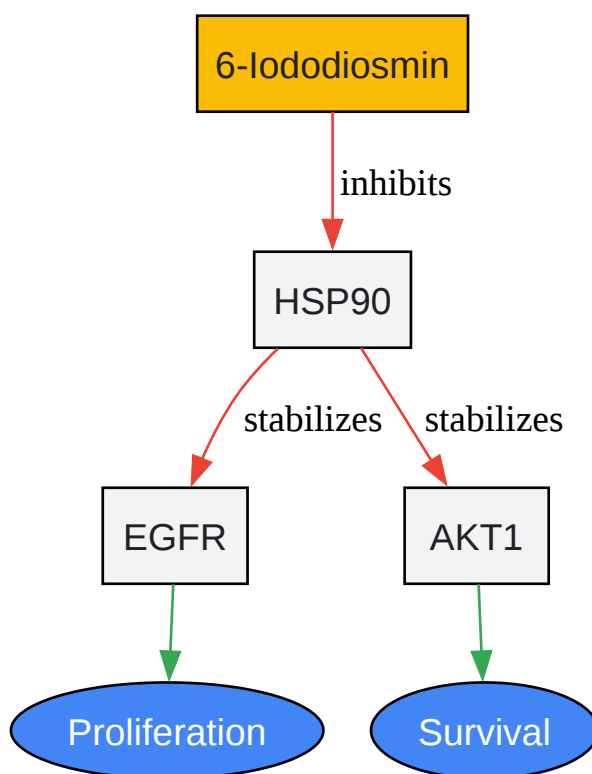 6-Iododiosmin
inhibits
HSP90
stabilizes
stabilizes
EGFR
AKT1
Proliferation
Survival